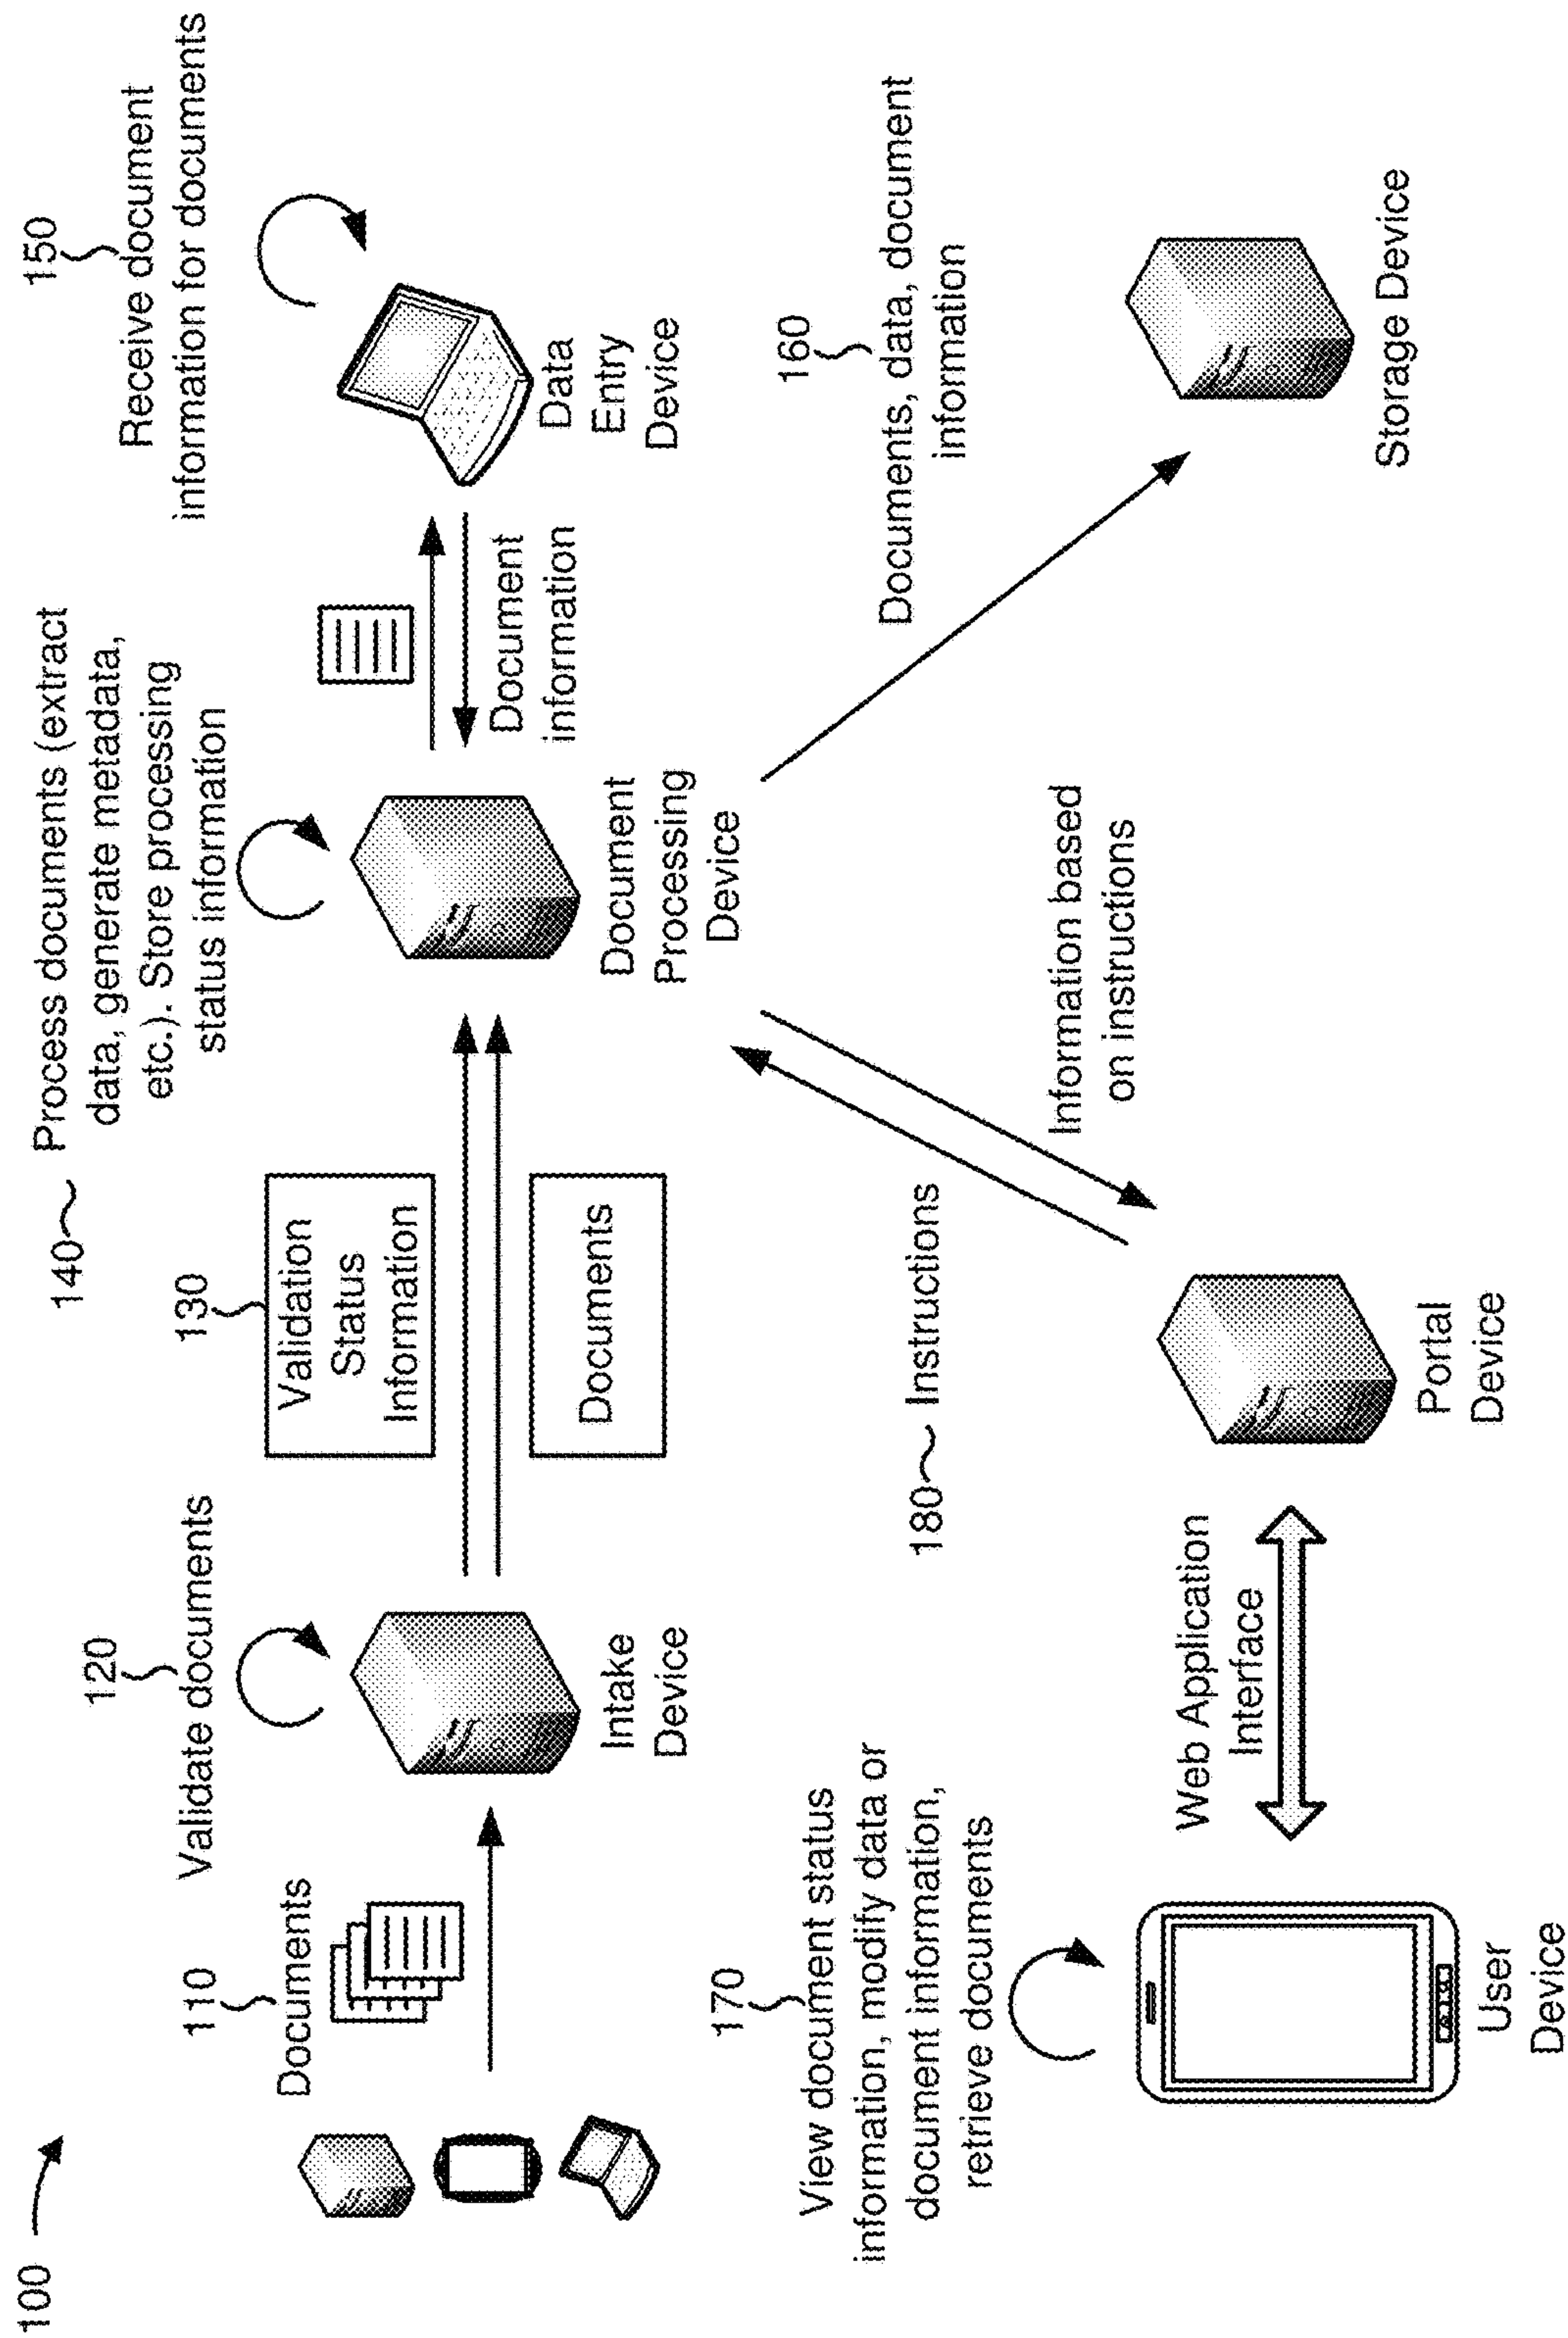 100
110
Documents
120
Validate documents
Intake
Device
130
Validation
Status
Information
Documents
140
Process documents (extract
data, generate metadata,
etc.). Store processing
status information
Document
Processing
Device
Document
information
150
Receive document
information for documents
Data
Entry
Device
160
Documents, data, document
information
Storage Device
170
View document status
information, modify data or
document information,
retrieve documents
User
Device
Web Application
Interface
180
Instructions
Information based
on instructions
Portal
Device